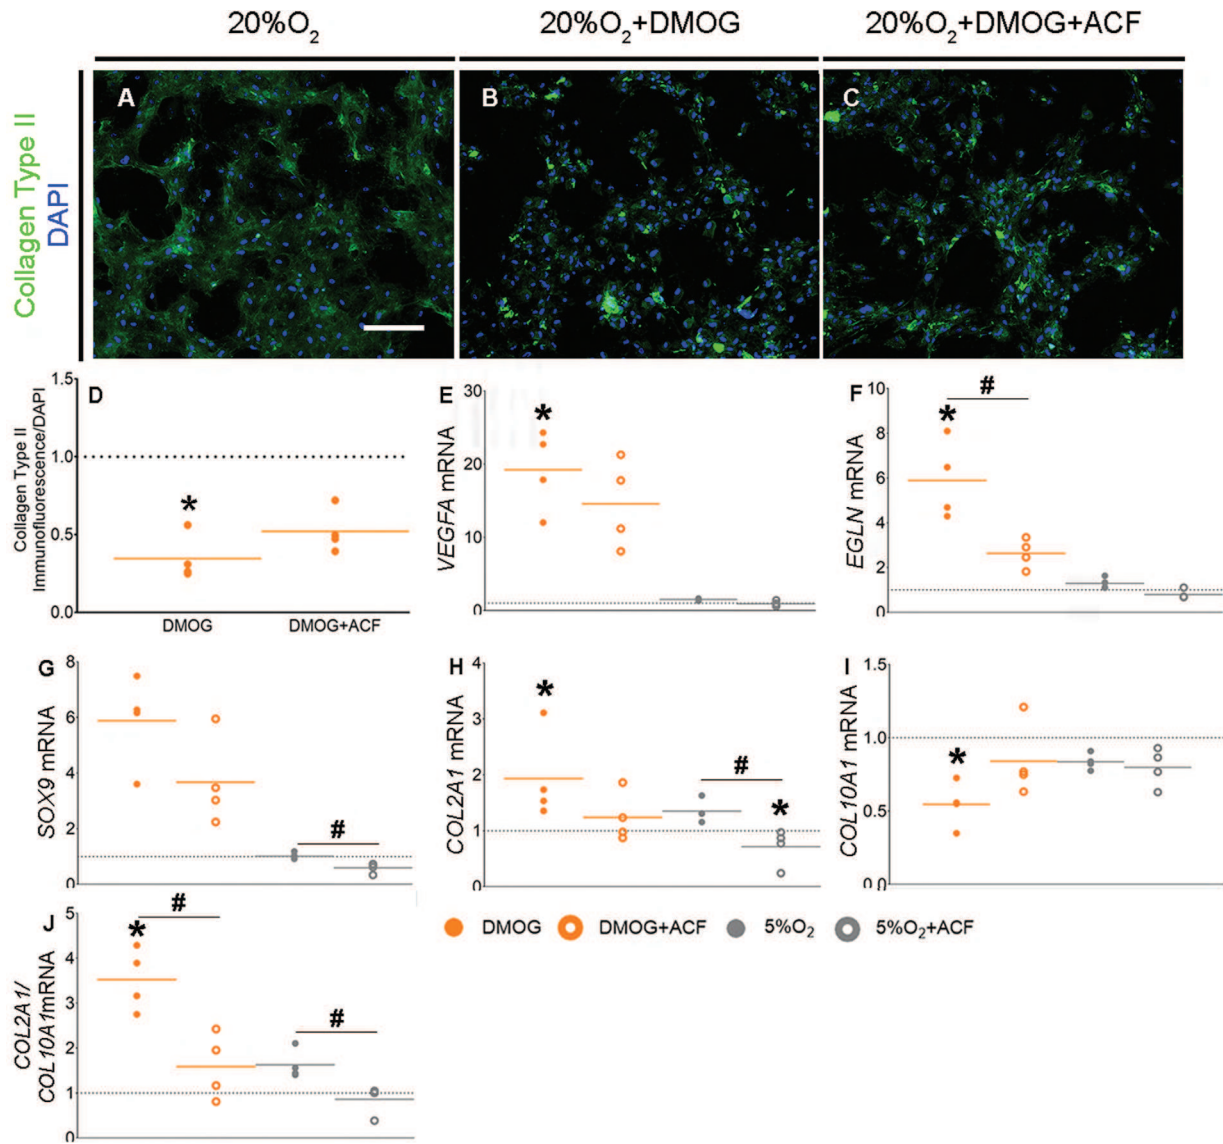 20%O₂
20%O₂+DMOG
20%O₂+DMOG+ACF
Collagen Type II
DAPI
A
B
C
D
Collagen Type II
Immunofluorescence/DAPI
1.5
1.0
0.5
0.0
*
DMOG
DMOG+ACF
E
VEGFA mRNA
30
20
10
0
*
F
EGLN mRNA
10
8
6
4
2
0
*
#
G
SOX9 mRNA
8
6
4
2
0
#
H
COL2A1 mRNA
4
3
2
1
0
*
#
*
I
COL10A1 mRNA
1.5
1.0
0.5
0.0
*
J
COL2A1/
COL10A1mRNA
5
4
3
2
1
0
*
#
#
DMOG
DMOG+ACF
5%O₂
5%O₂+ACF